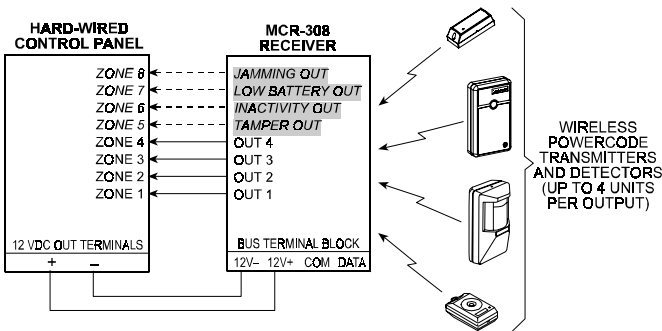 HARD-WIRED
CONTROL PANEL
MCR-308
RECEIVER
ZONE 8
ZONE 7
ZONE 6
ZONE 5
ZONE 4
ZONE 3
ZONE 2
ZONE 1
JAMMING OUT
LOW BATTERY OUT
INACTIVITY OUT
TAMPER OUT
OUT 4
OUT 3
OUT 2
OUT 1
12 VDC OUT TERMINALS
+ –
BUS TERMINAL BLOCK
12V– 12V+ COM DATA
WIRELESS
POWERCODE
TRANSMITTERS
AND DETECTORS
(UP TO 4 UNITS
PER OUTPUT)